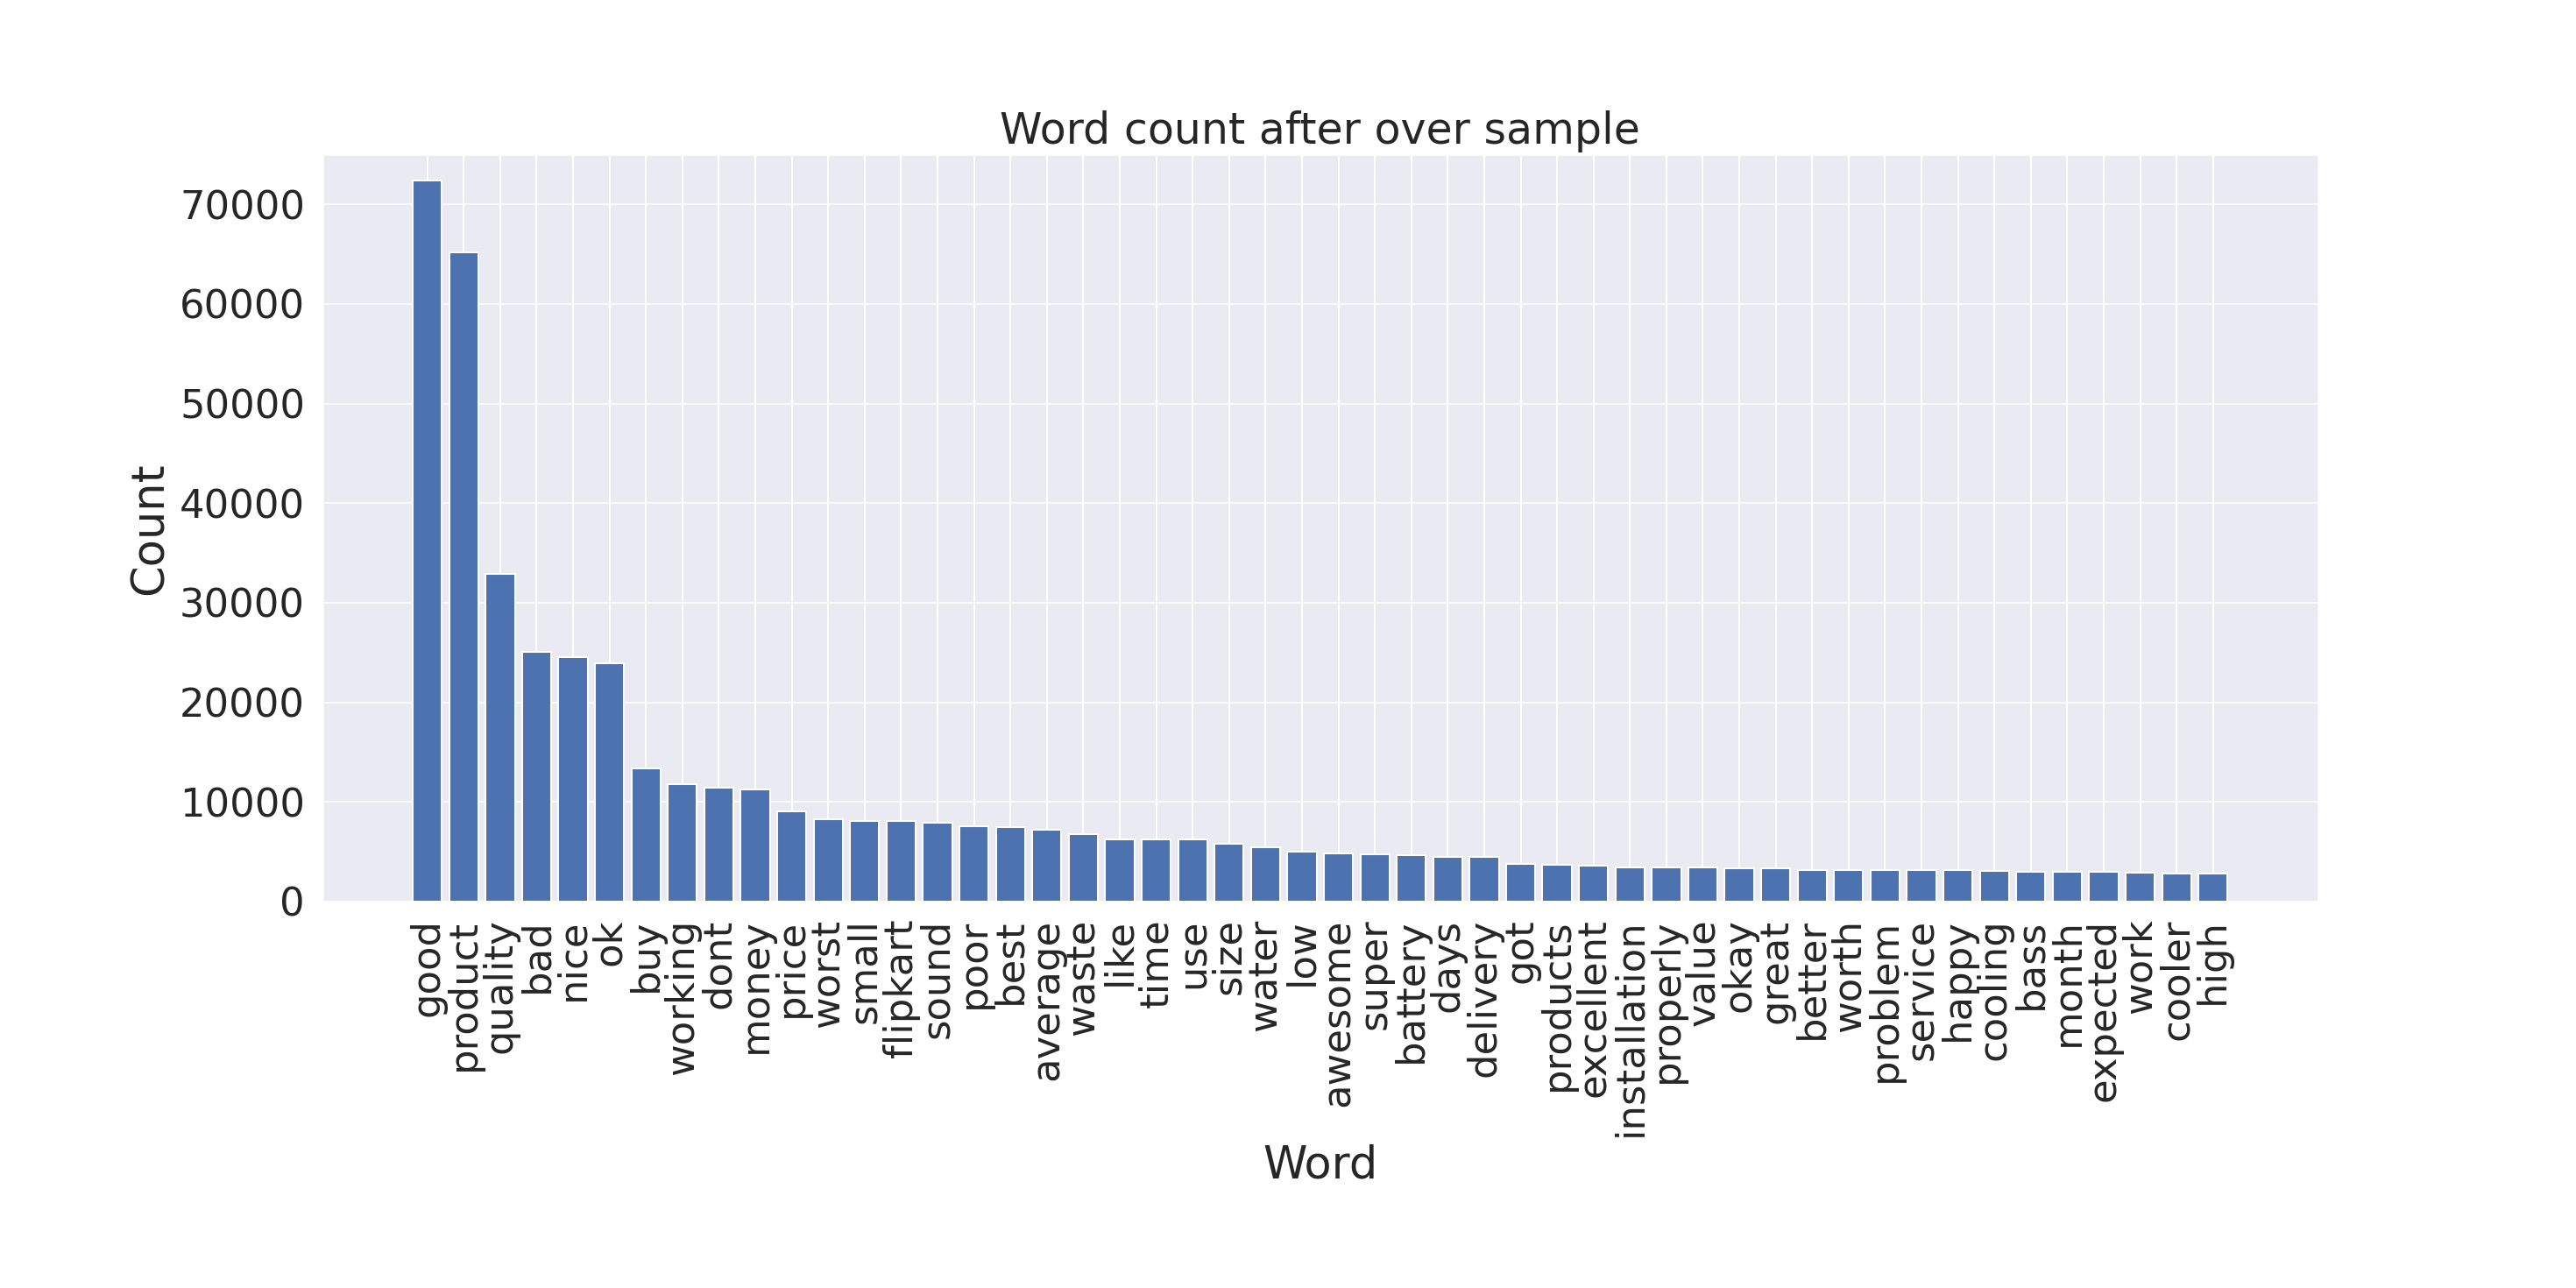 Word count after over sample
70000
60000
50000
40000
30000
20000
10000
0
Count
good
product
quality
bad
nice
ok
buy
working
dont
money
price
worst
small
flipkart
sound
poor
best
average
waste
like
time
use
size
water
low
awesome
super
battery
days
delivery
got
products
excellent
installation
properly
value
okay
great
better
worth
problem
service
happy
cooling
bass
month
expected
work
cooler
high
Word